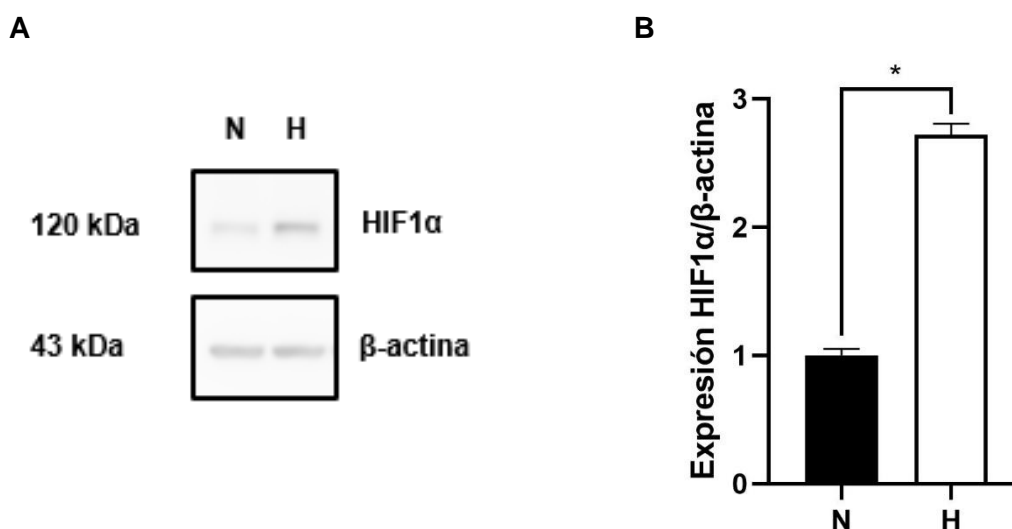 A
N H
120 kDa HIF1α
43 kDa β-actina
B
*
Expresión HIF1α/β-actina
3
2
1
0
N H